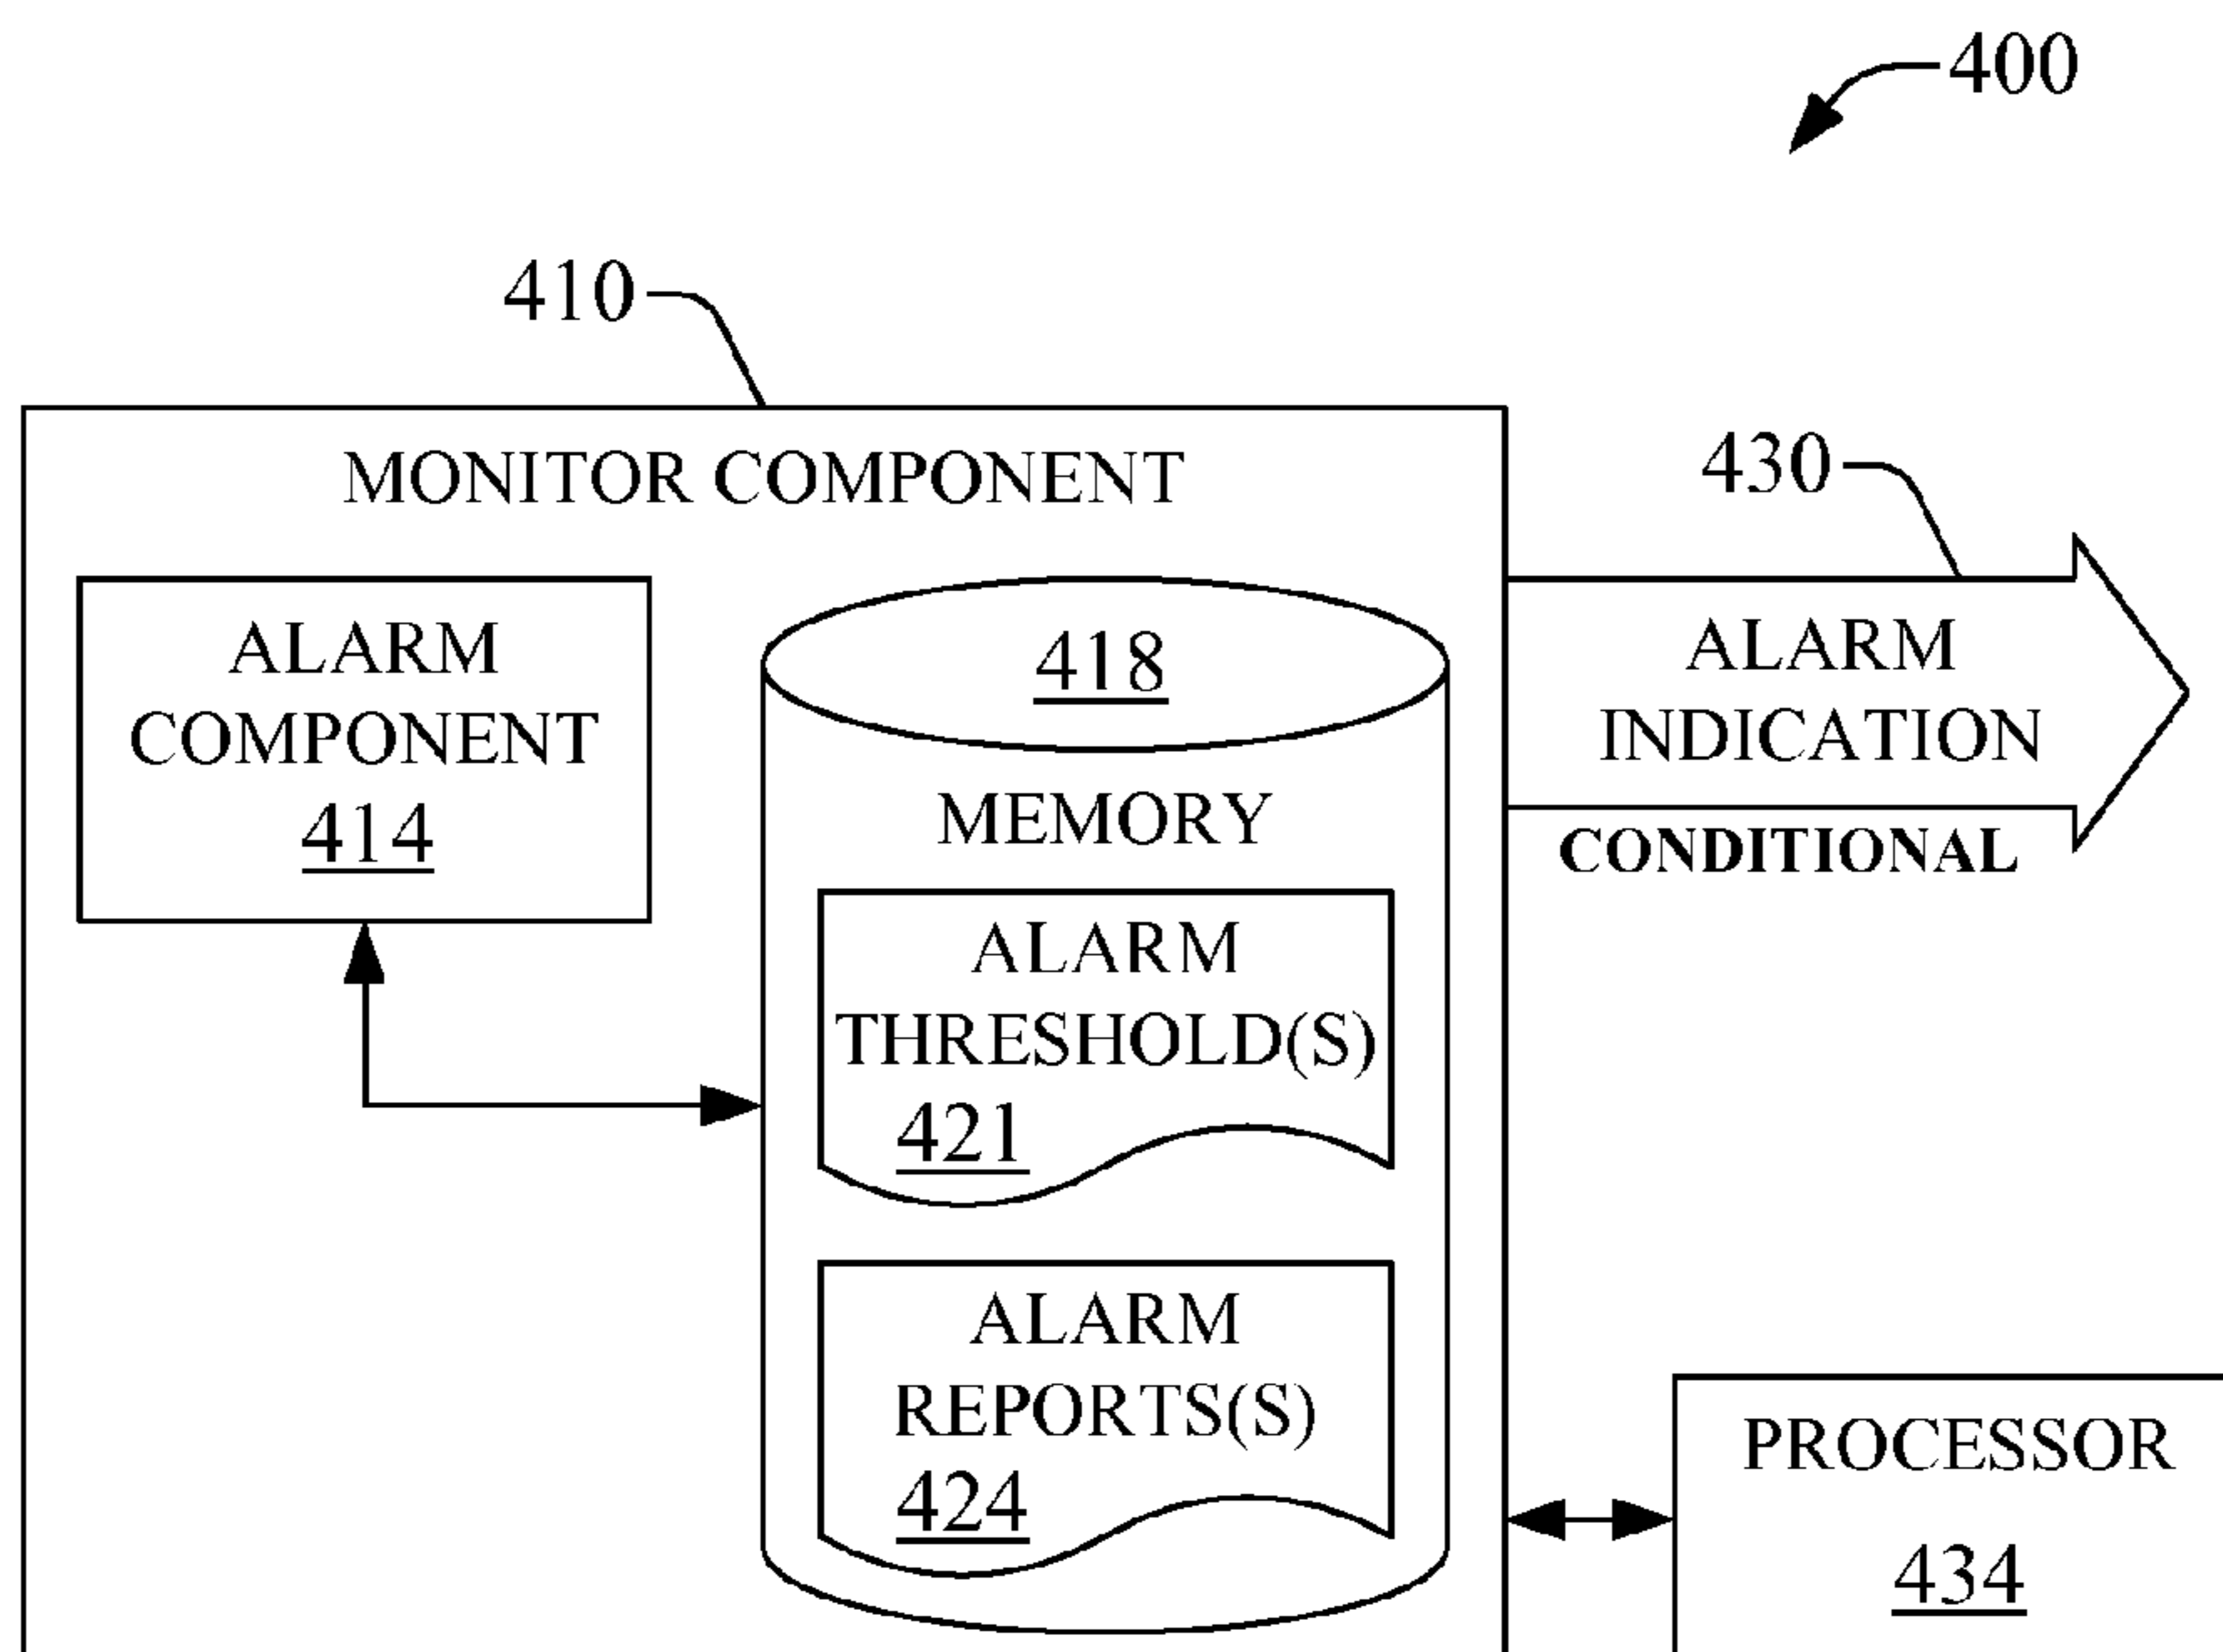 400
410
MONITOR COMPONENT
430
ALARM
COMPONENT
414
418
MEMORY
ALARM
THRESHOLD(S)
421
ALARM
REPORTS(S)
424
ALARM
INDICATION
CONDITIONAL
PROCESSOR
434